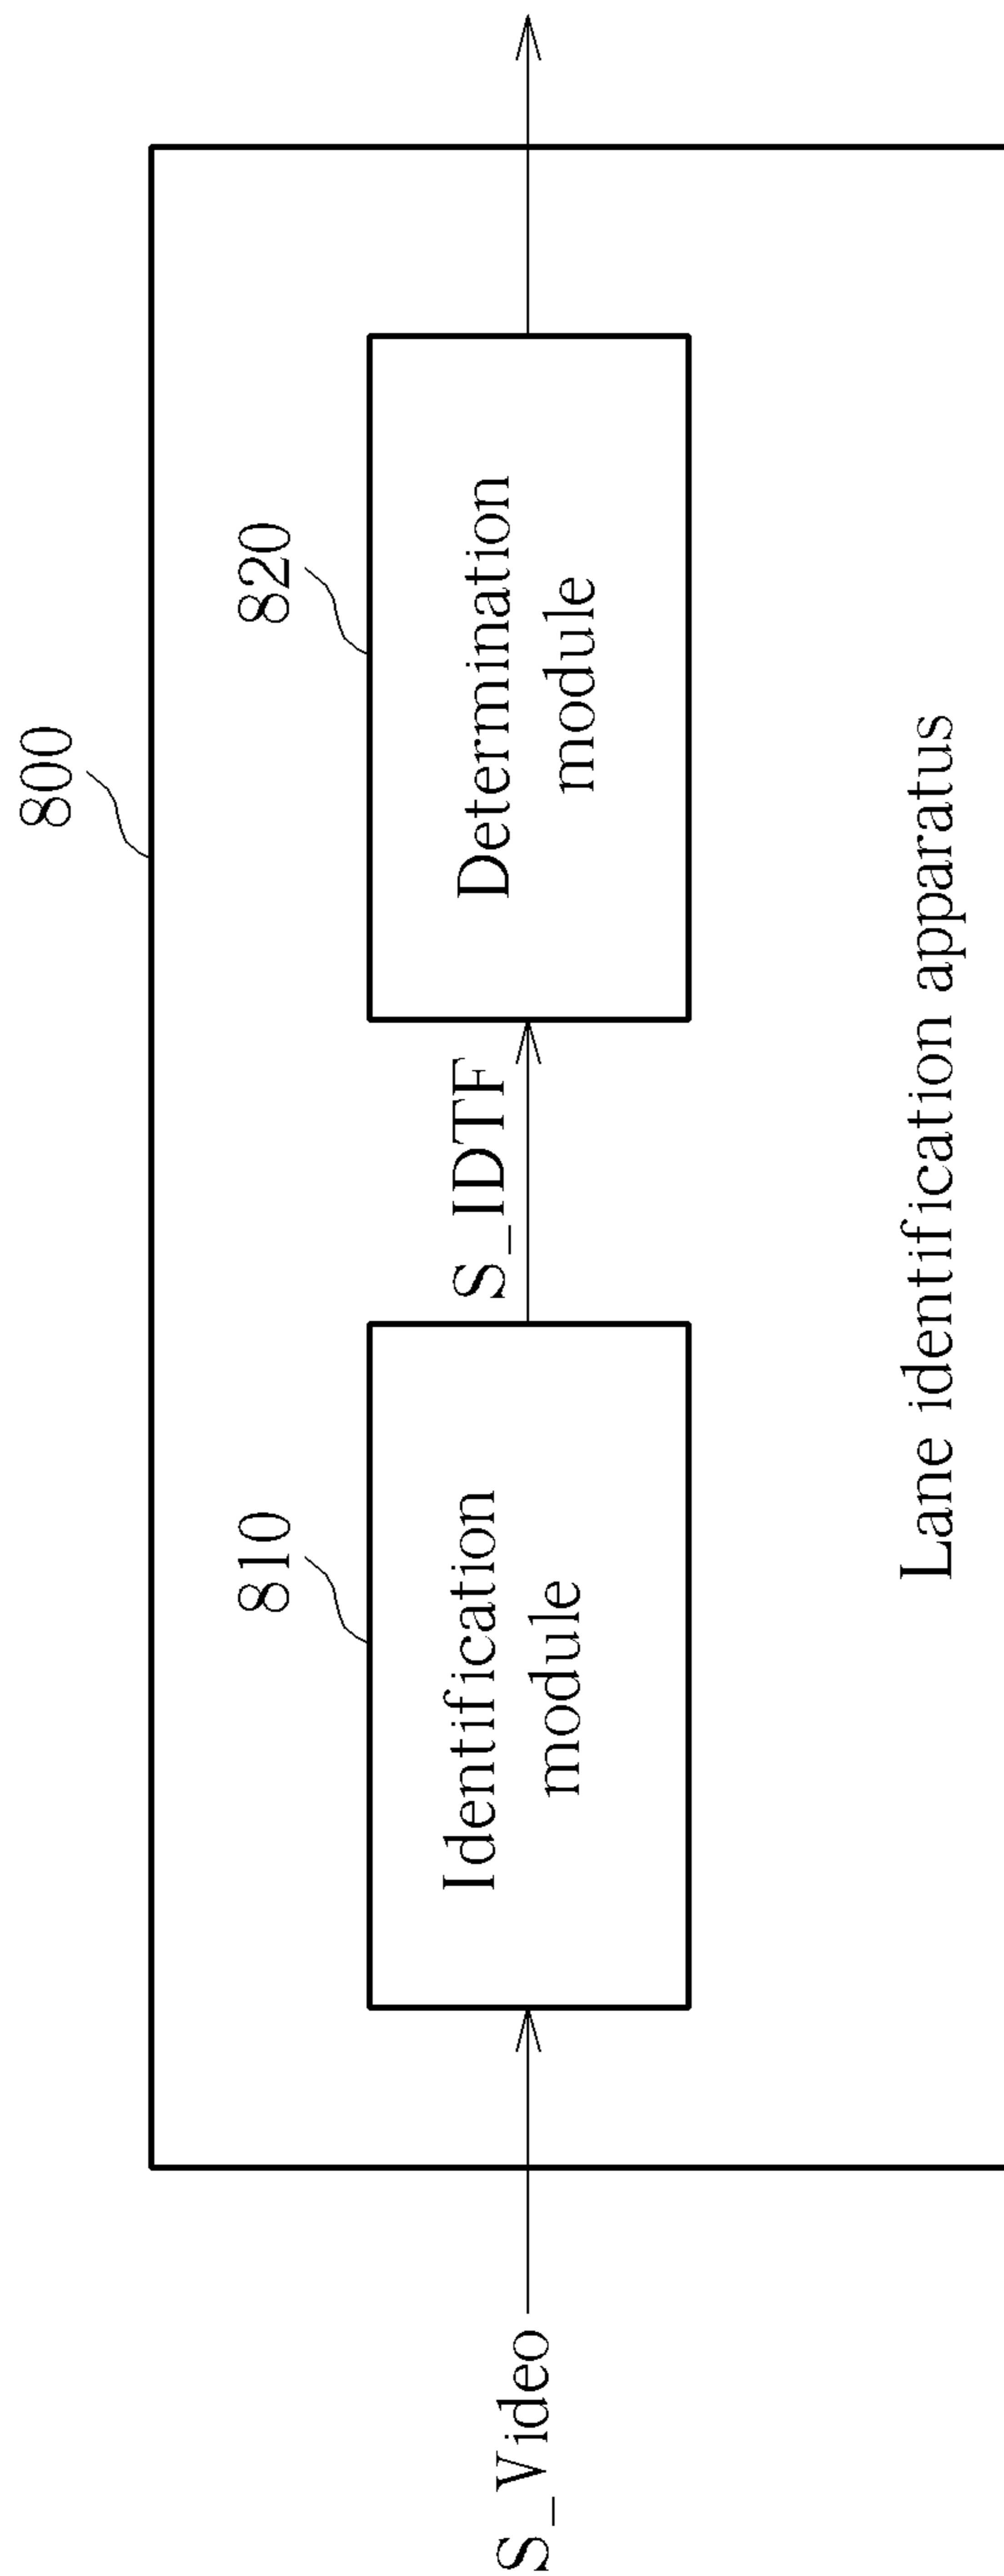 800
810
820
S_Video
Identification
module
S_IDTF
Determination
module
Lane identification apparatus